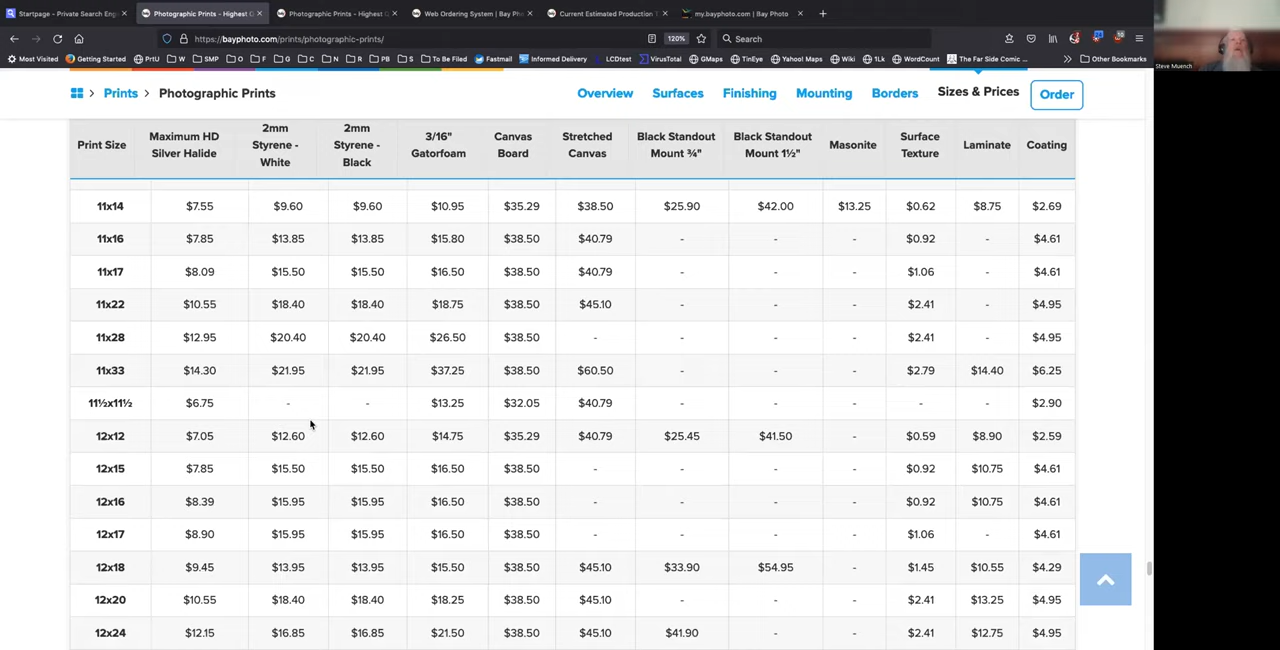 Startpage - Private Search Eng
Photographic Prints - Highest Q
Photographic Prints - Highest Q
Web Ordering System | Bay Pho
Current Estimated Production T
my.bayphoto.com | Bay Photo
https://bayphoto.com/prints/photographic-prints/
120%
Search
Most Visited Getting Started PrtU W SMP O F G C N R PB S To Be Filed Fastmail Informed Delivery LCDtest VirusTotal GMaps TinEye Yahoo! Maps Wiki 1Lk WordCount The Far Side Comic ... Other Bookmarks
Steve Muench
Prints > Photographic Prints
Overview Surfaces Finishing Mounting Borders Sizes & Prices Order
Print Size Maximum HD Silver Halide 2mm Styrene - White 2mm Styrene - Black 3/16" Gatorfoam Canvas Board Stretched Canvas Black Standout Mount ¾" Black Standout Mount 1½" Masonite Surface Texture Laminate Coating
11x14 $7.55 $9.60 $9.60 $10.95 $35.29 $38.50 $25.90 $42.00 $13.25 $0.62 $8.75 $2.69
11x16 $7.85 $13.85 $13.85 $15.80 $38.50 $40.79 - - - $0.92 - $4.61
11x17 $8.09 $15.50 $15.50 $16.50 $38.50 $40.79 - - - $1.06 - $4.61
11x22 $10.55 $18.40 $18.40 $18.75 $38.50 $45.10 - - - $2.41 - $4.95
11x28 $12.95 $20.40 $20.40 $26.50 $38.50 - - - - $2.41 - $4.95
11x33 $14.30 $21.95 $21.95 $37.25 $38.50 $60.50 - - - $2.79 $14.40 $6.25
11½x11½ $6.75 - - $13.25 $32.05 $40.79 - - - - - $2.90
12x12 $7.05 $12.60 $12.60 $14.75 $35.29 $40.79 $25.45 $41.50 - $0.59 $8.90 $2.59
12x15 $7.85 $15.50 $15.50 $16.50 $38.50 - - - - $0.92 $10.75 $4.61
12x16 $8.39 $15.95 $15.95 $16.50 $38.50 - - - - $0.92 $10.75 $4.61
12x17 $8.90 $15.95 $15.95 $16.50 $38.50 - - - - $1.06 - $4.61
12x18 $9.45 $13.95 $13.95 $15.50 $38.50 $45.10 $33.90 $54.95 - $1.45 $10.55 $4.29
12x20 $10.55 $18.40 $18.40 $18.25 $38.50 $45.10 - - - $2.41 $13.25 $4.95
12x24 $12.15 $16.85 $16.85 $21.50 $38.50 $45.10 $41.90 - - $2.41 $12.75 $4.95